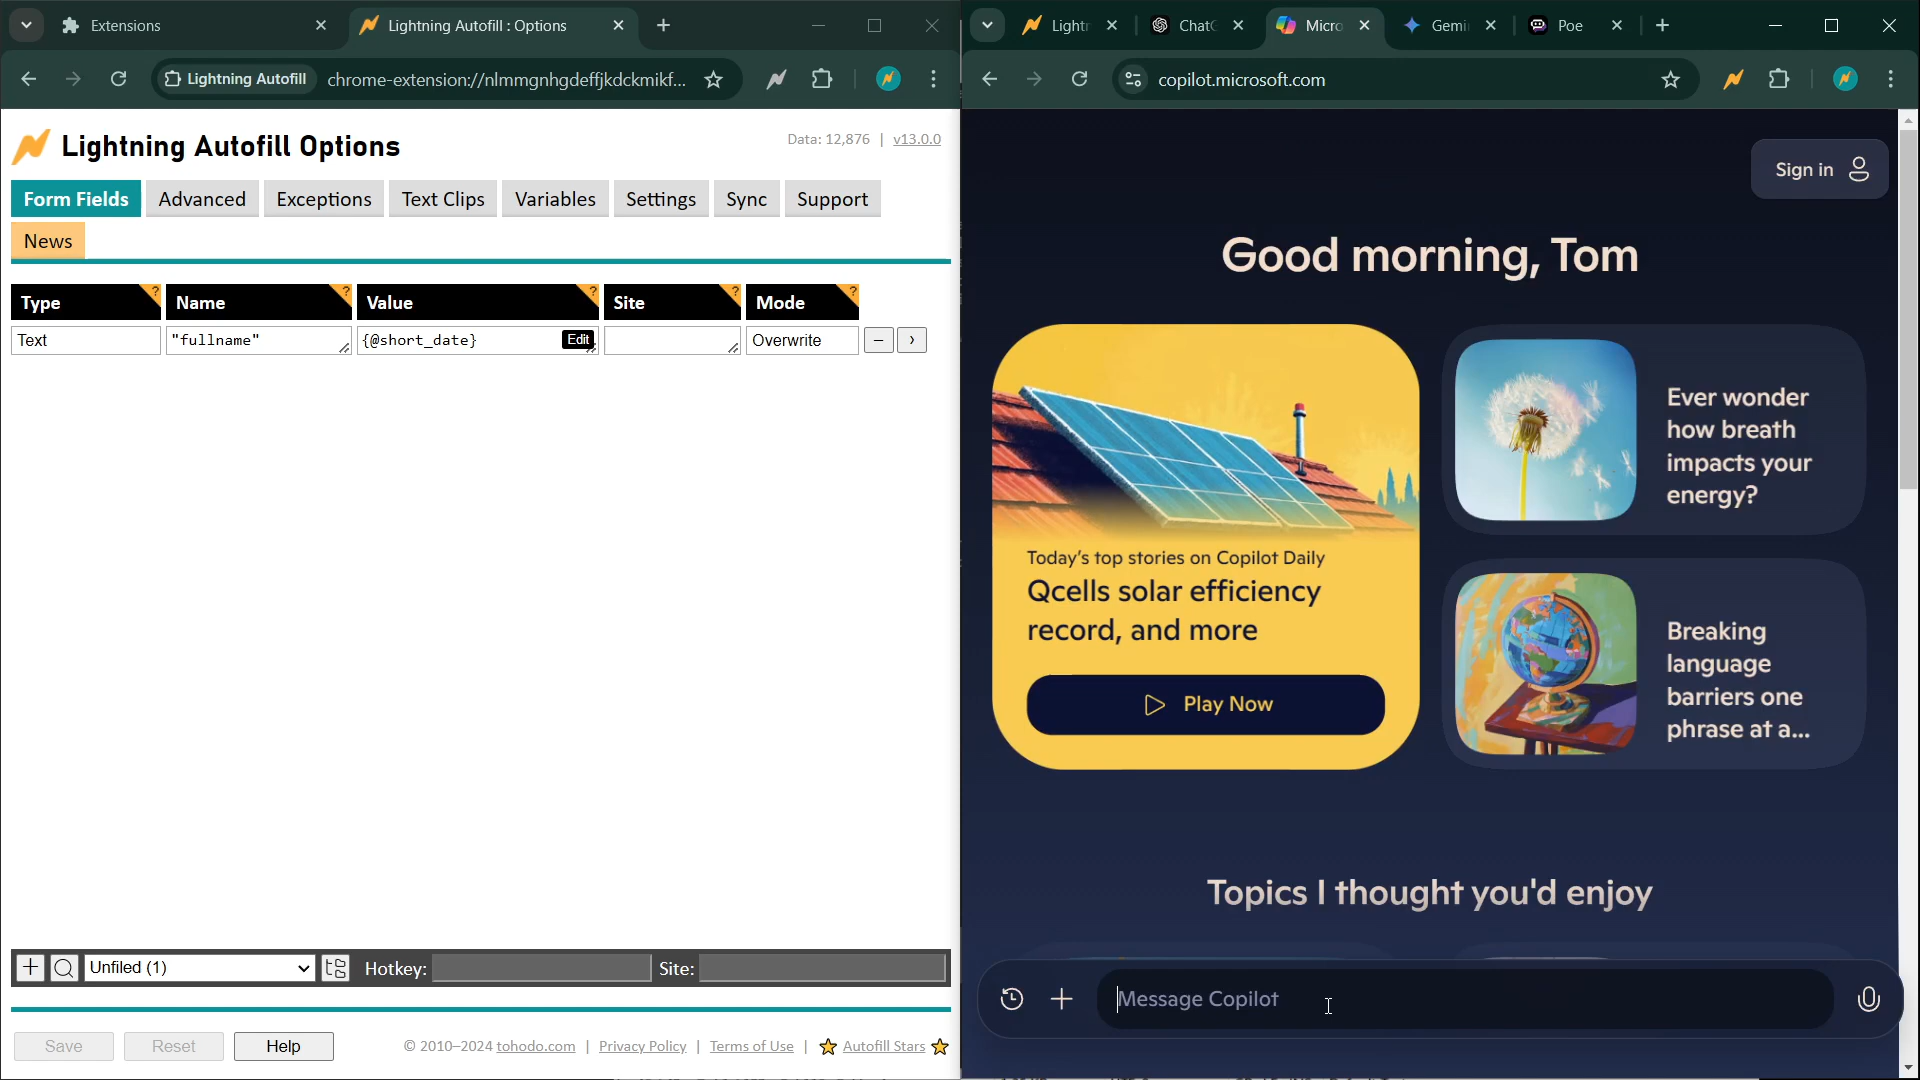 Extensions
Lightning Autofill : Options
Lightning Autofill
chrome-extension://nlmmgnhgdeffjkdckmikf...
Lightning Autofill Options
Data: 12,876 | v13.0.0
Form Fields
Advanced
Exceptions
Text Clips
Variables
Settings
Sync
Support
News
Type ?
Name ?
Value ?
Site ?
Mode ?
Text
"fullname"
{@short_date}
Edit
Overwrite
Unfiled (1)
Hotkey:
Site:
Save
Reset
Help
© 2010–2024 tohodo.com | Privacy Policy | Terms of Use | Autofill Stars
Lightn
ChatG
Micro
Gemi
Poe
copilot.microsoft.com
Sign in
Good morning, Tom
Today's top stories on Copilot Daily
Qcells solar efficiency
record, and more
Play Now
Ever wonder
how breath
impacts your
energy?
Breaking
language
barriers one
phrase at a...
Topics I thought you'd enjoy
Message Copilot